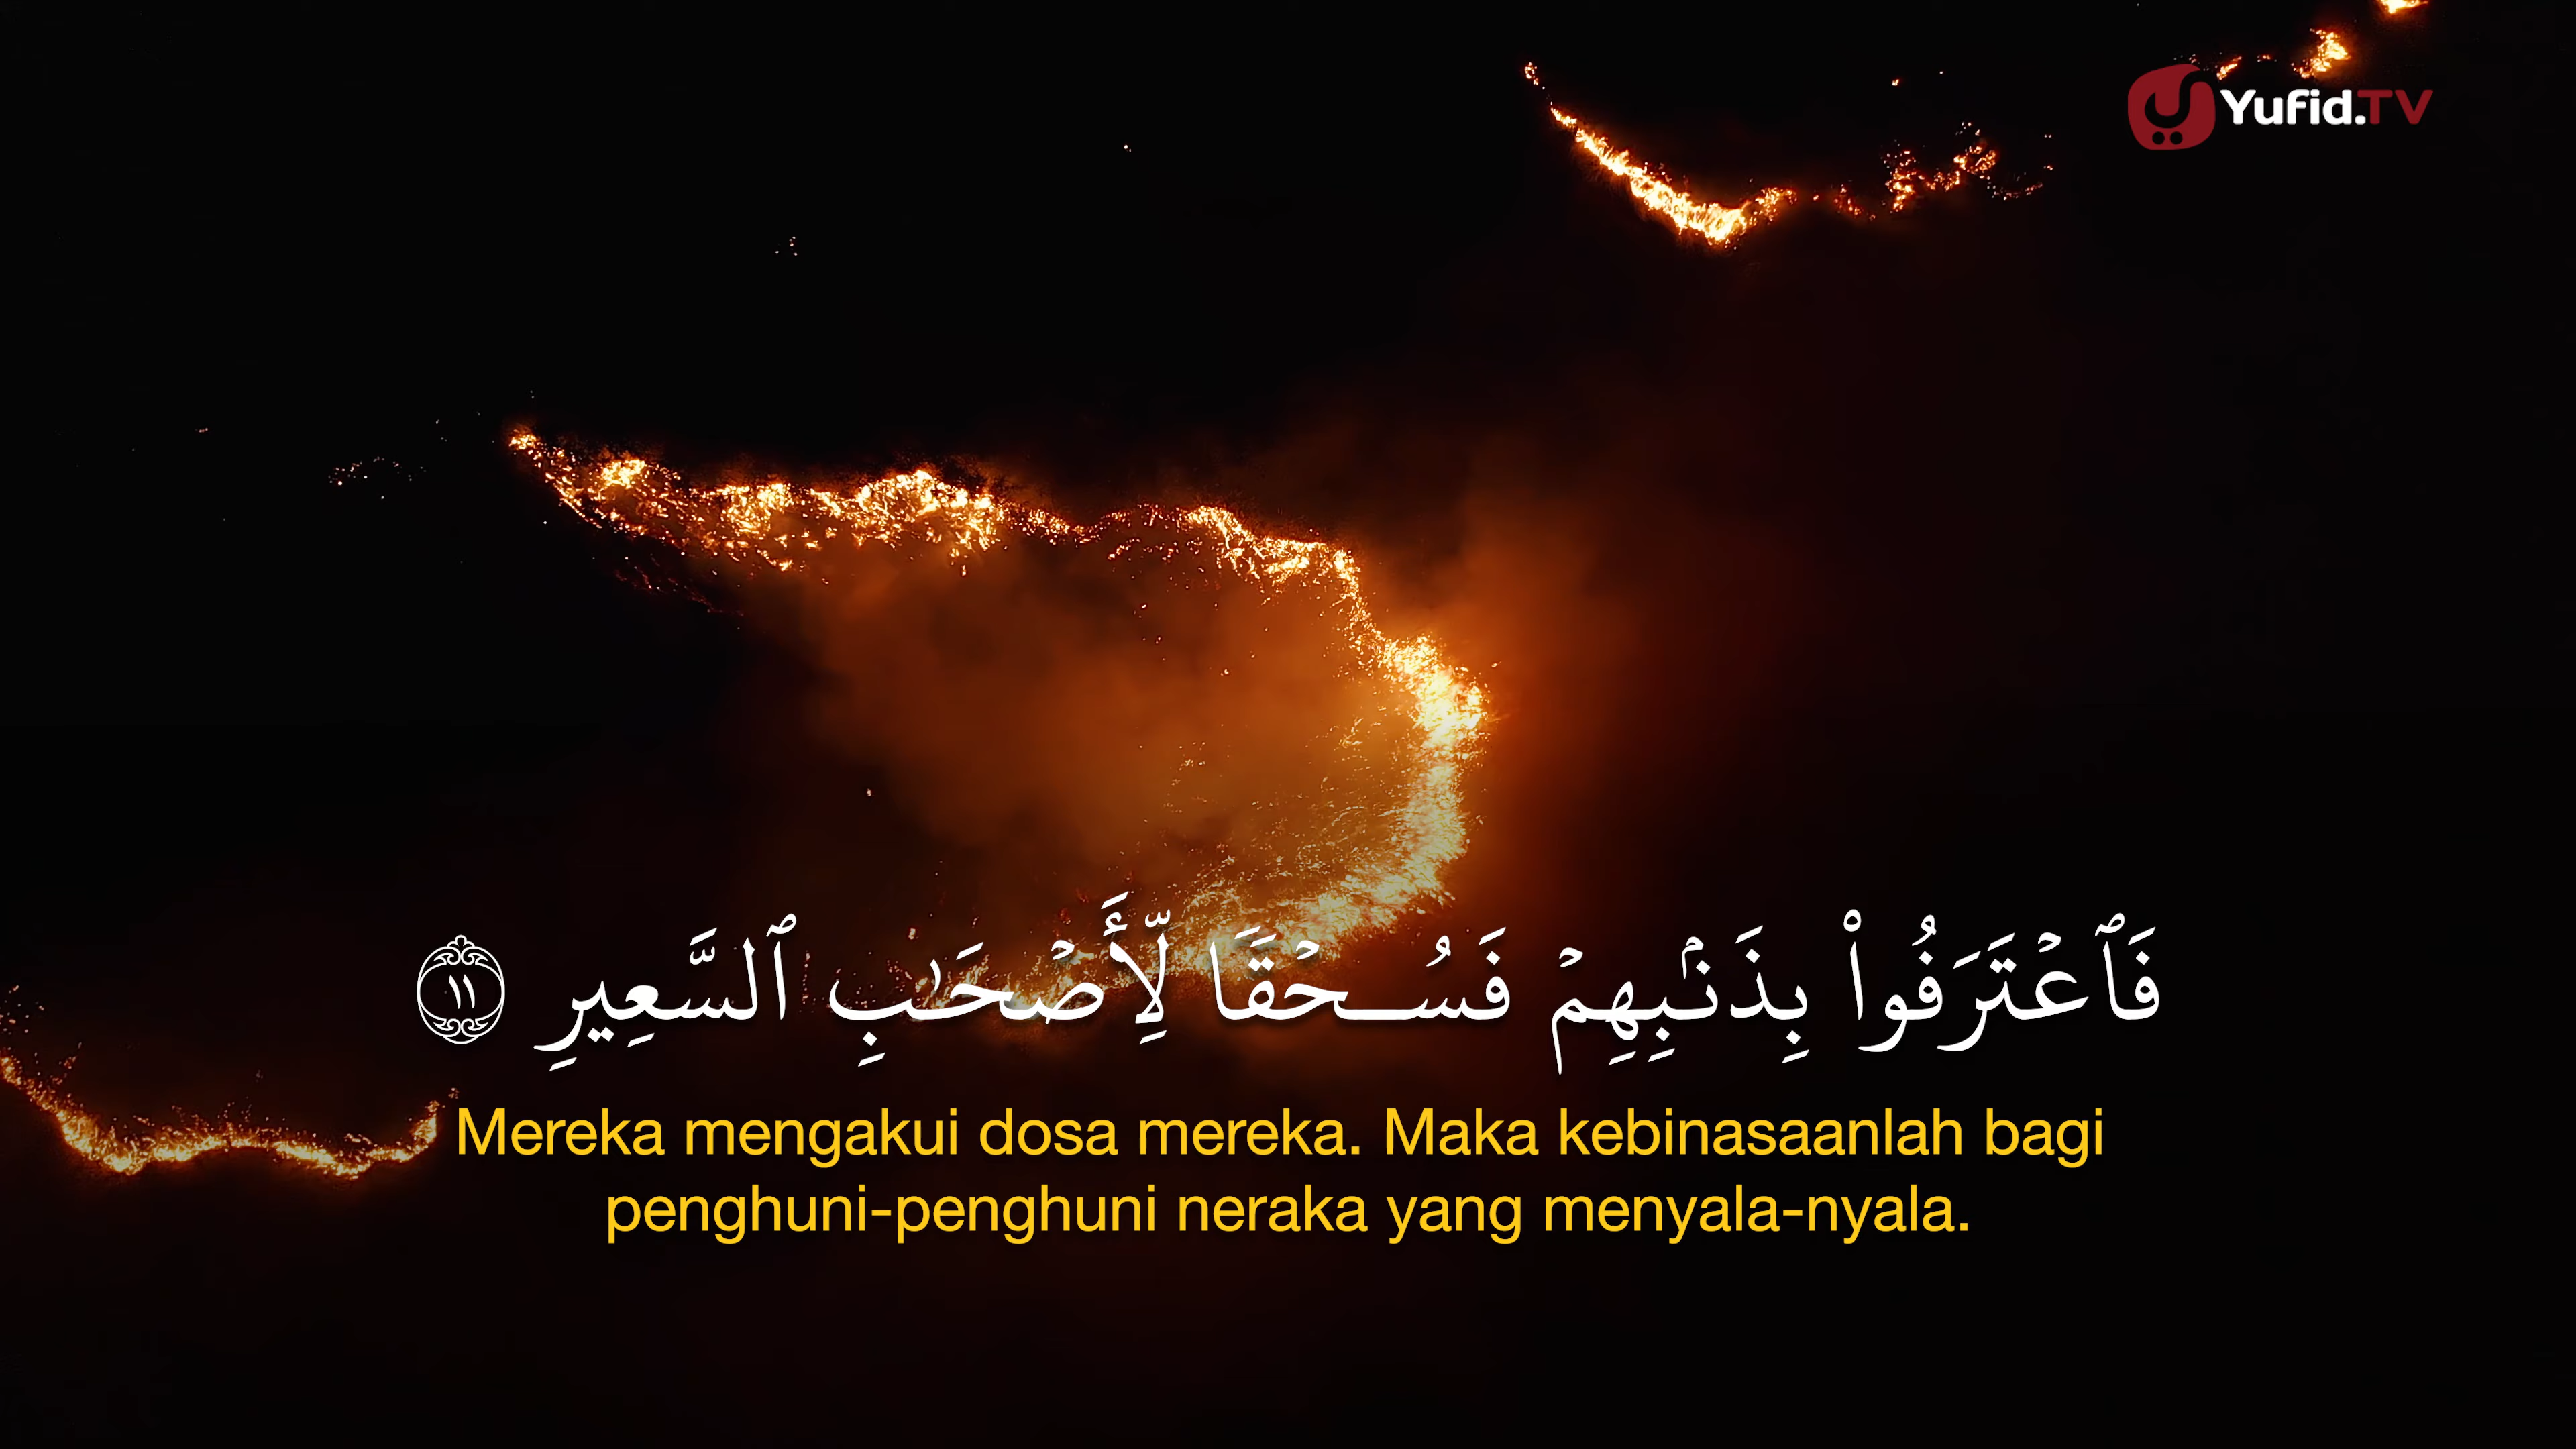 Yufid.TV
فَٱعۡتَرَفُواْ بِذَنۢبِهِمۡ فَسُــحۡقٗا لِّأَصۡحَٰبِ ٱلسَّعِيرِ ١١
Mereka mengakui dosa mereka. Maka kebinasaanlah bagi
penghuni-penghuni neraka yang menyala-nyala.